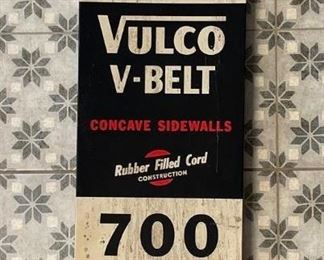 VULCO
V-BELT
CONCAVE SIDEWALLS
Rubber Filled Cord
CONSTRUCTION
700